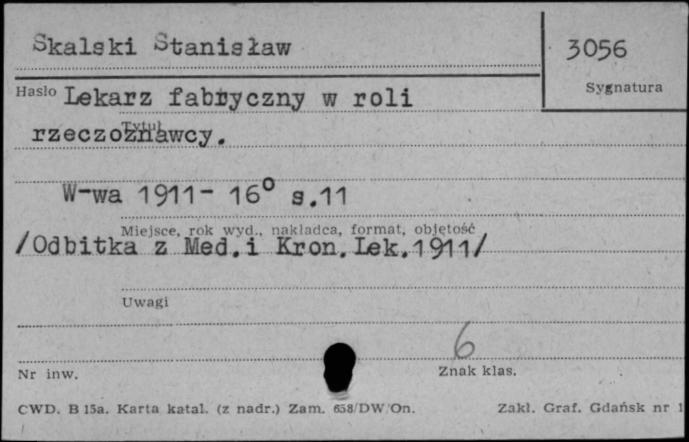 Skalski Stanisław
3056
Sygnatura
Hasło Lekarz fabryczny w roli
Tytuł
rzeczoznawcy.
W-wa 1911- 16° s.11
Miejsce, rok wyd., nakładca, format, objętość
/Odbitka z Med.i Kron.Lek.1911/
Uwagi
6
Nr inw.
Znak klas.
CWD. B 15a. Karta katal. (z nadr.) Zam. 658/DW/On.
Zakł. Graf. Gdańsk nr 1